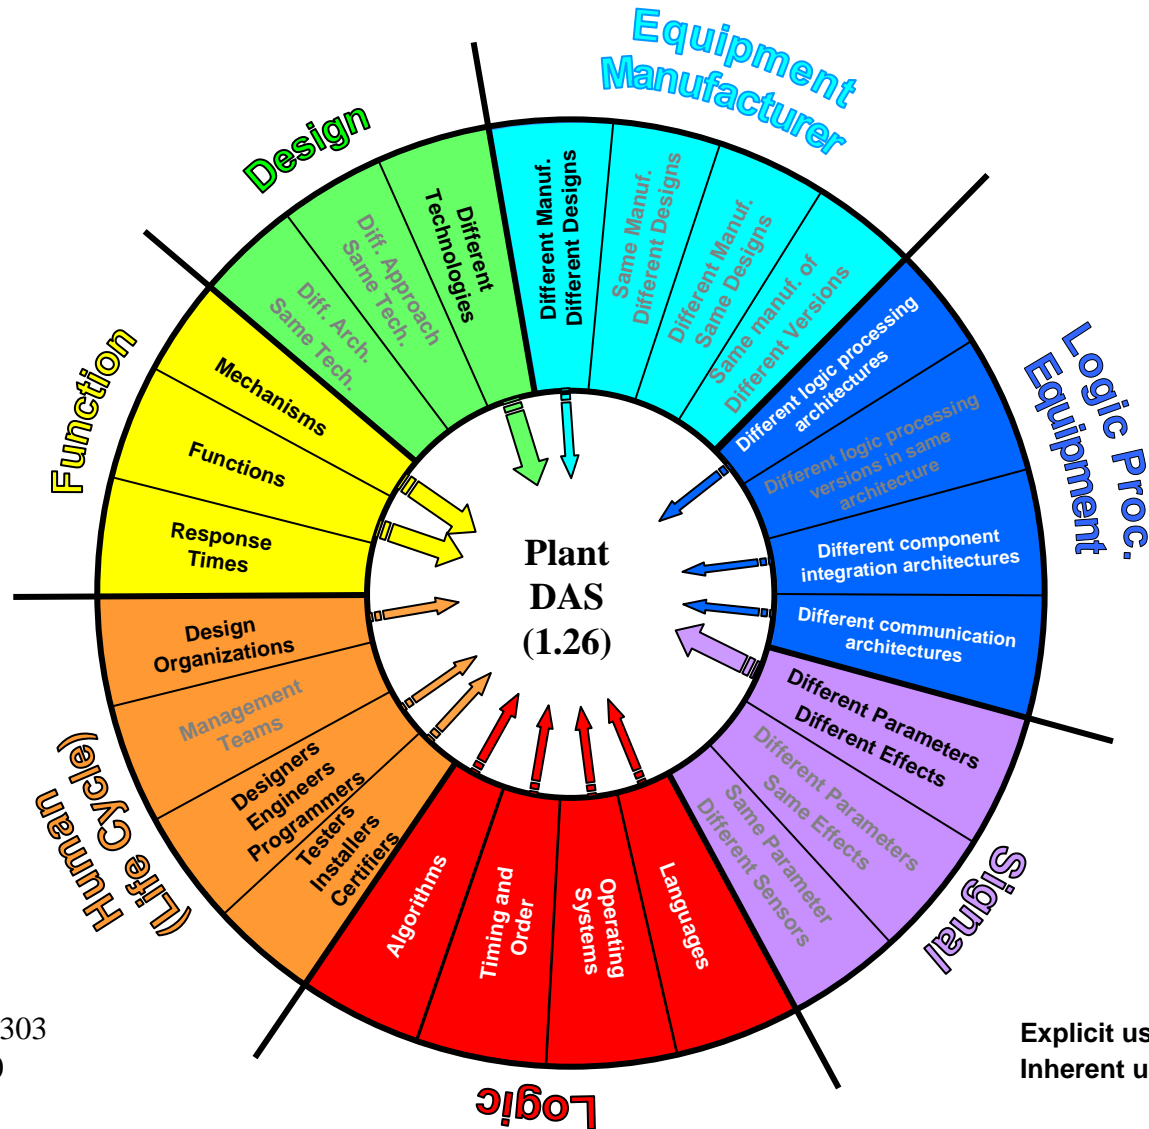 Equipment
Manufacturer
Design
Different Manuf.
Different Designs
Same Manuf.
Different Designs
Different Manuf.
Same Designs
Same manuf. of
Different Versions
Different
Technologies
Diff. Approach
Same Tech.
Diff. Arch.
Same Tech.
Logic Proc.
Equipment
Different logic processing
architectures
Different logic processing
versions in same
architecture
Different component
integration architectures
Different communication
architectures
Function
Mechanisms
Functions
Response
Times
Plant
DAS
(1.26)
Human
(Life Cycle)
Design
Organizations
Management
Teams
Designers
Engineers
Programmers
Testers
Installers
Certifiers
Signal
Different Parameters
Different Effects
Different Parameters
Same Effects
Same Parameter
Different Sensors
Logic
Algorithms
Timing and
Order
Operating
Systems
Languages
303
Explicit us
Inherent u